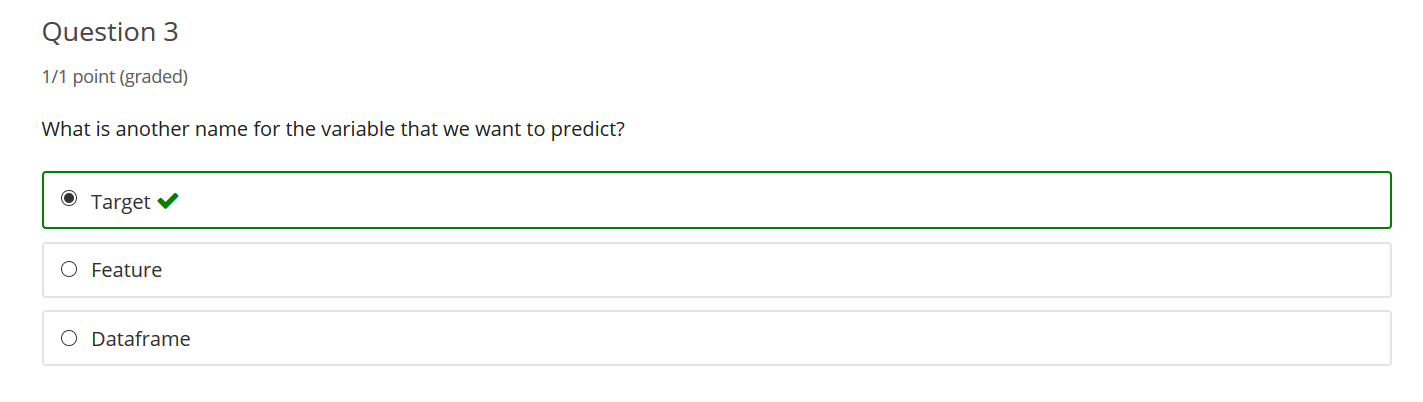 Question 3
1/1 point (graded)
What is another name for the variable that we want to predict?
Target
Feature
Dataframe